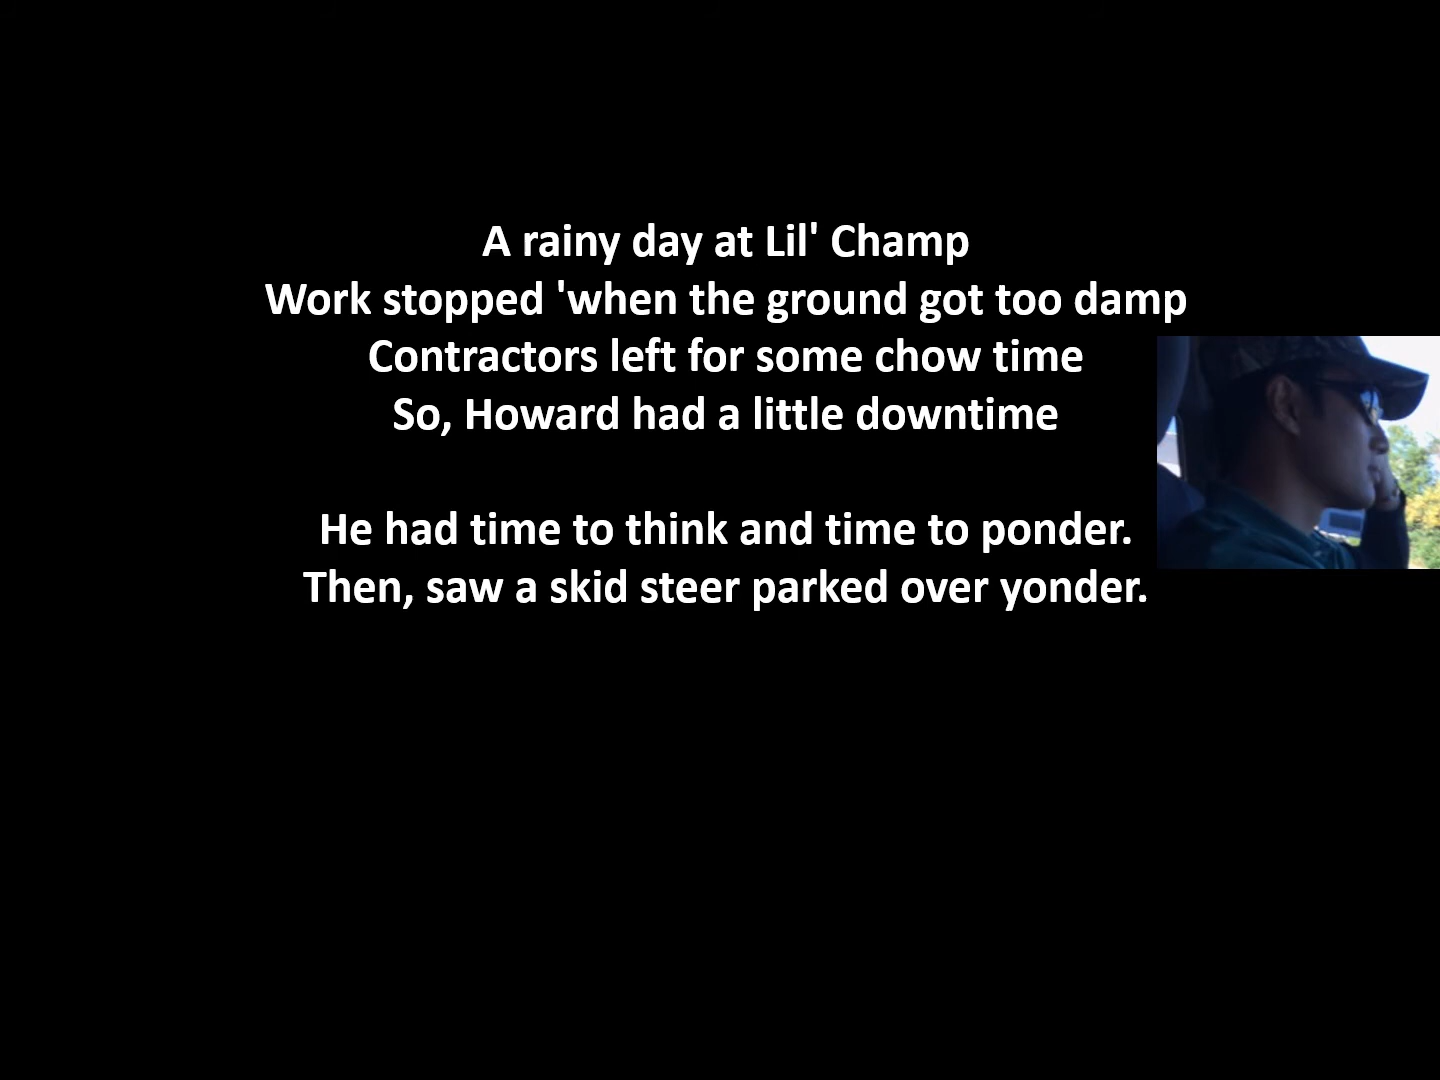 A rainy day at Lil' Champ
Work stopped 'when the ground got too damp
Contractors left for some chow time
So, Howard had a little downtime
He had time to think and time to ponder.
Then, saw a skid steer parked over yonder.